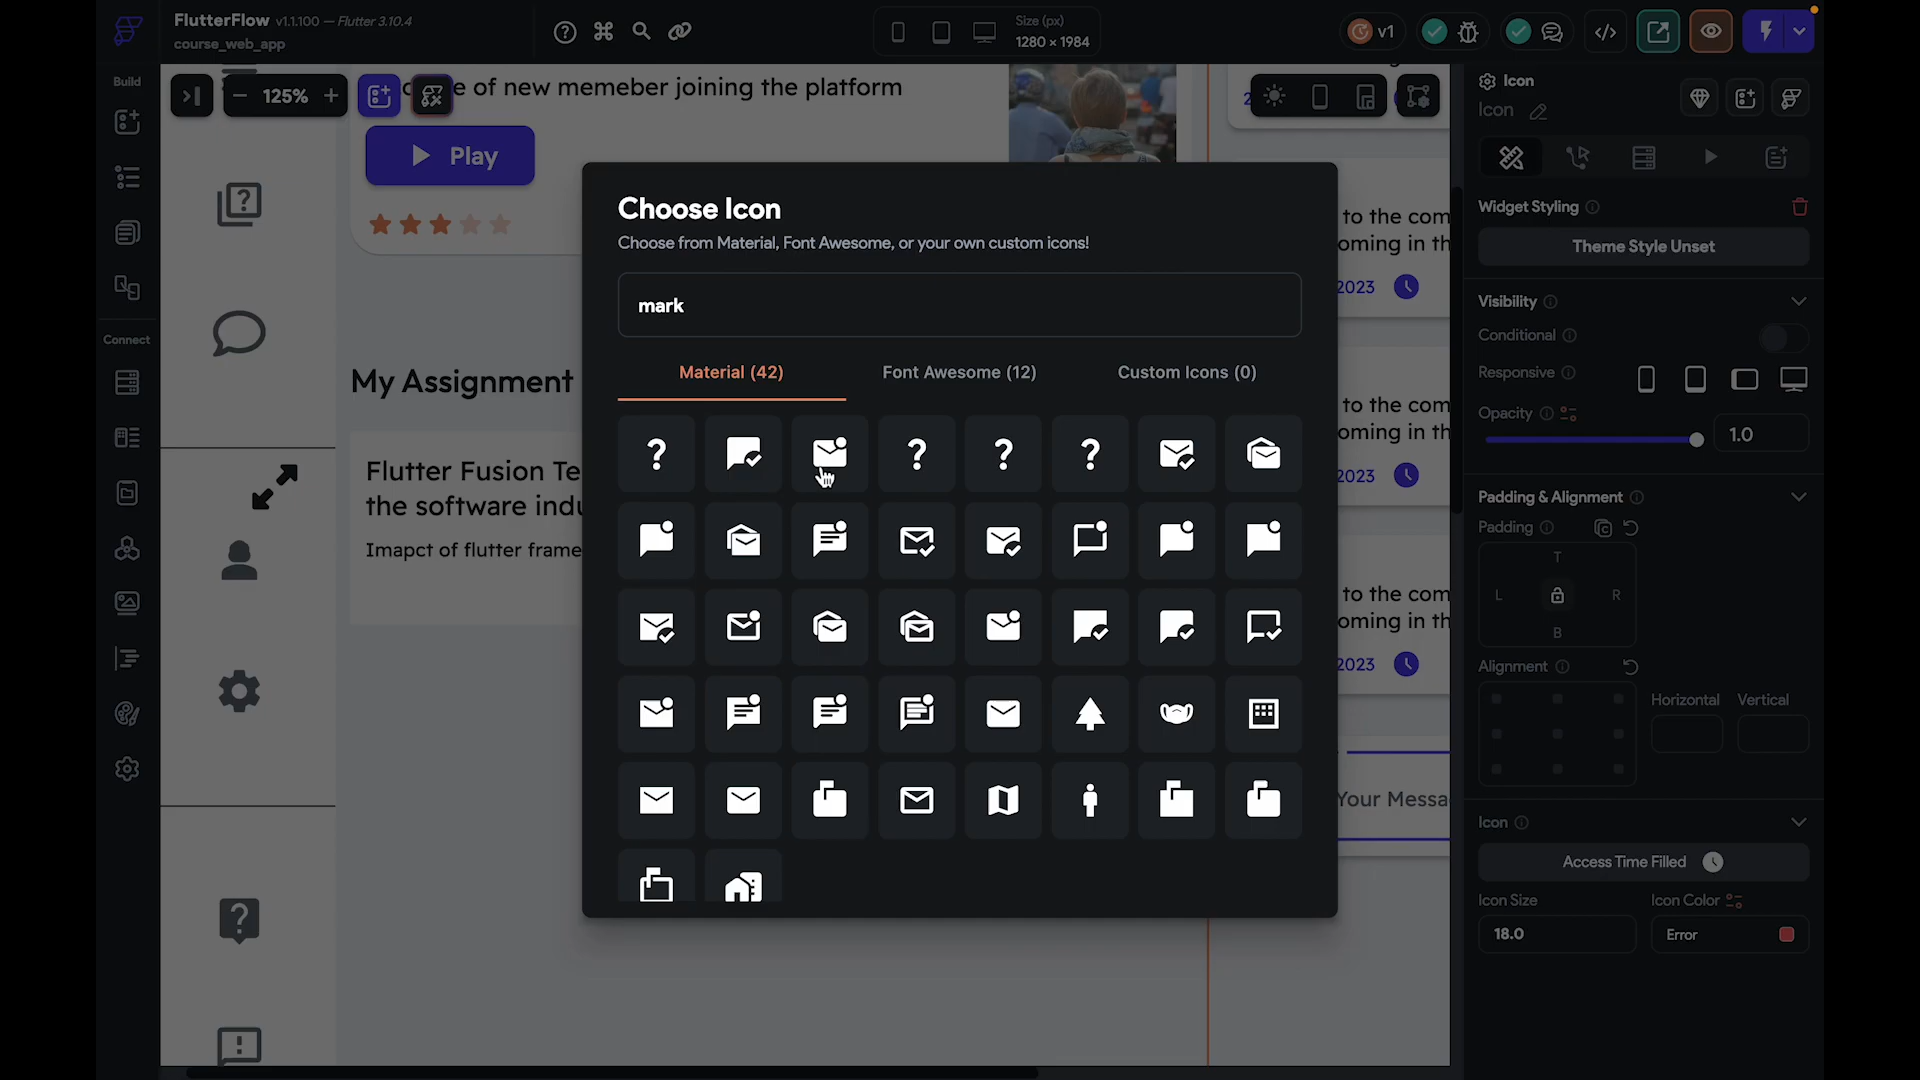 FlutterFlow v1.1.100 — Flutter 3.10.4
course_web_app
Size (px)
1280 × 1984
v1
Build
Connect
125%
e of new memeber joining the platform
Play
My Assignment
Flutter Fusion Te
the software indu
Imapct of flutter frame
Choose Icon
Choose from Material, Font Awesome, or your own custom icons!
mark
Material (42)
Font Awesome (12)
Custom Icons (0)
to the com
oming in th
2023
to the com
oming in th
2023
to the com
oming in th
2023
Your Messa
Icon
Icon
Widget Styling
Theme Style Unset
Visibility
Conditional
Responsive
Opacity
1.0
Padding & Alignment
Padding
T
L
R
B
Alignment
Horizontal
Vertical
Icon
Access Time Filled
Icon Size
Icon Color
18.0
Error